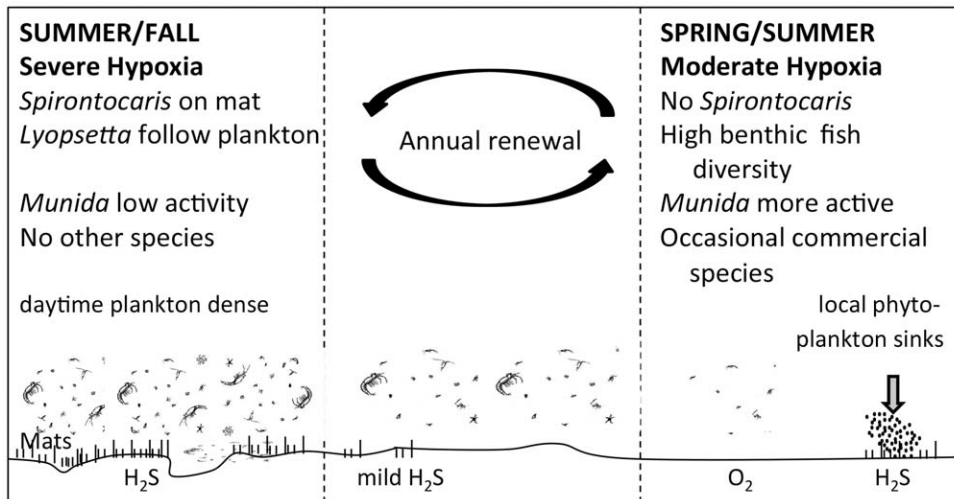 SUMMER/FALL
Severe Hypoxia
Spirontocaris on mat
Lyopsetta follow plankton
Munida low activity
No other species
daytime plankton dense
Mats
H₂S
Annual renewal
mild H₂S
SPRING/SUMMER
Moderate Hypoxia
No Spirontocaris
High benthic fish
diversity
Munida more active
Occasional commercial
species
local phyto-
plankton sinks
O₂
H₂S